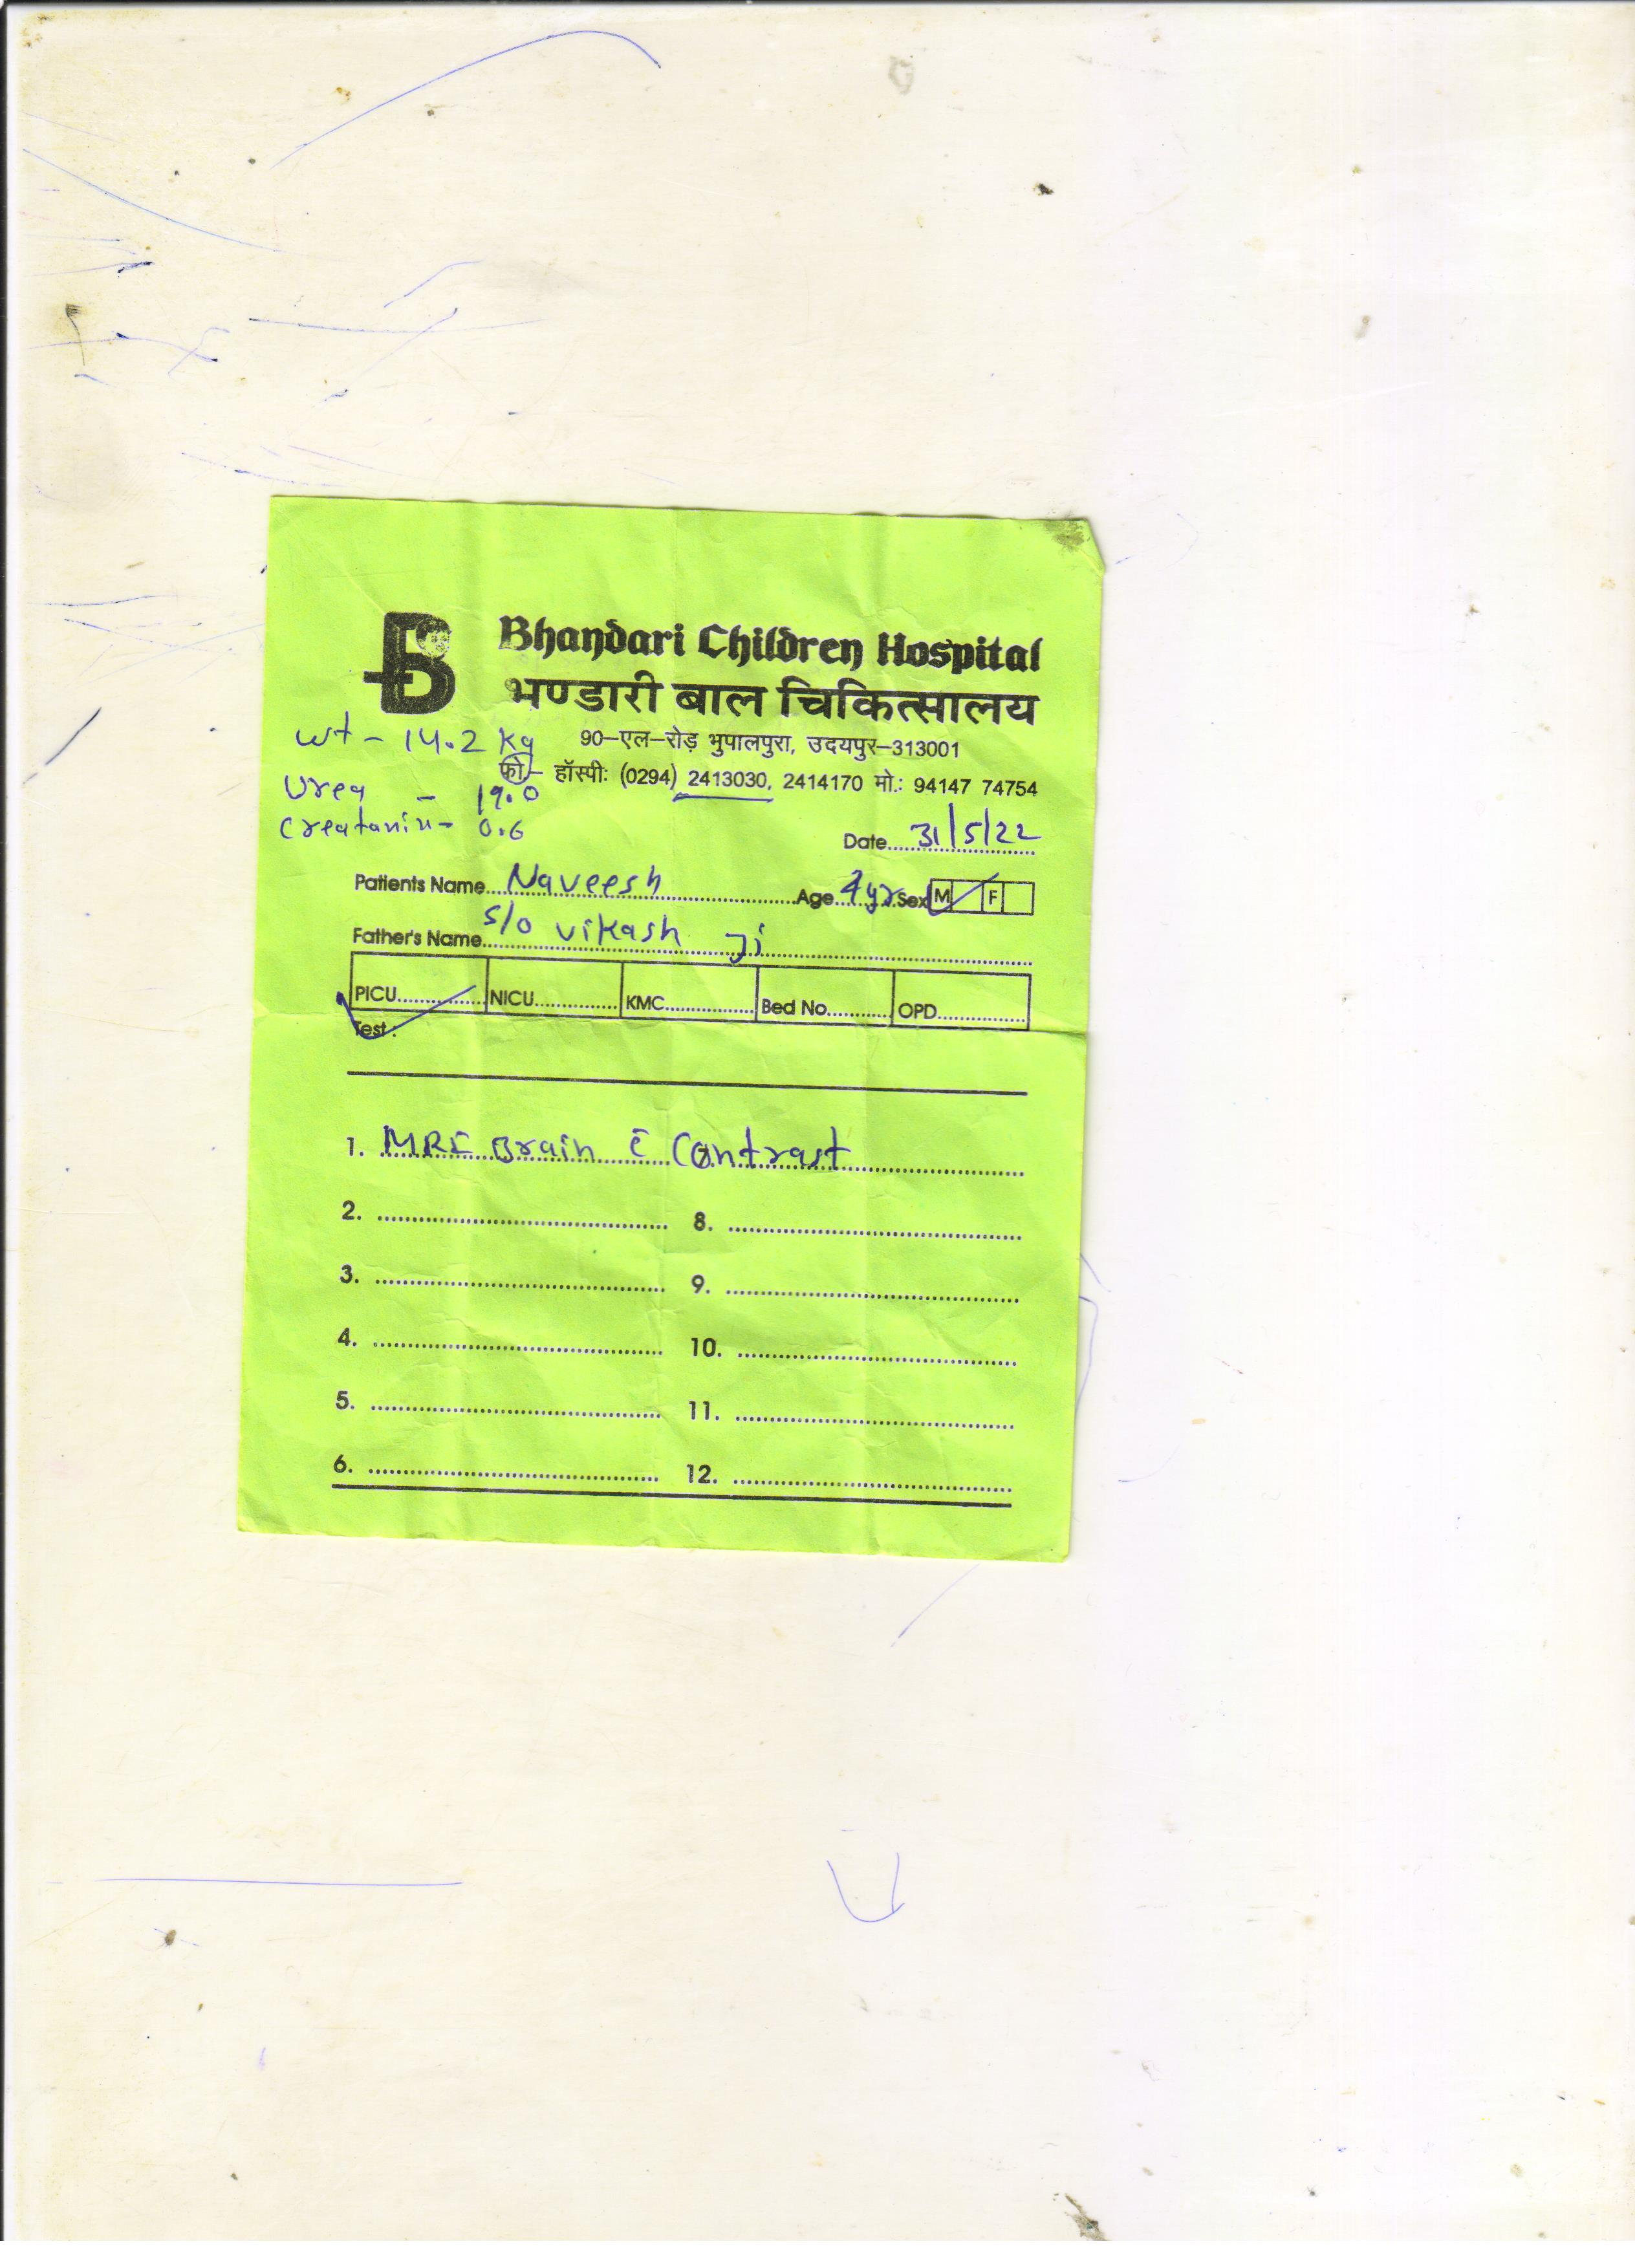 Bhandari Children Hospital
भण्डारी बाल चिकित्सालय
wt - 14.2 kg
90-एल-रोड़ भुपालपुरा, उदयपुर-313001
फो.- हॉस्पी: (0294) 2413030, 2414170 मो.: 94147 74754
Urea - 19.0
Creatanin - 0.6
Date 31/5/22
Patients Name Naveesh Age yr Sex M F
Father's Name s/o vikash Ji
PICU NICU KMC Bed No. OPD
Test :
1. MRI Brain c̄ Contrast
2. 8.
3. 9.
4. 10.
5. 11.
6. 12.